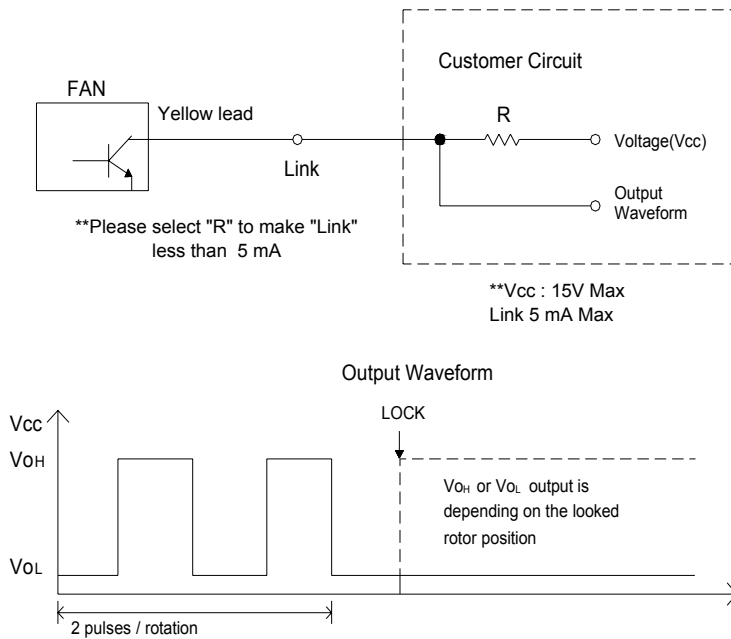 Customer Circuit
FAN
Yellow lead
R
Voltage(Vcc)
Link
Output
Waveform
**Please select "R" to make "Link"
less than 5 mA
**Vcc : 15V Max
Link 5 mA Max
Output Waveform
LOCK
Vcc
VOH
VOH or VOL output is
depending on the looked
rotor position
VOL
2 pulses / rotation